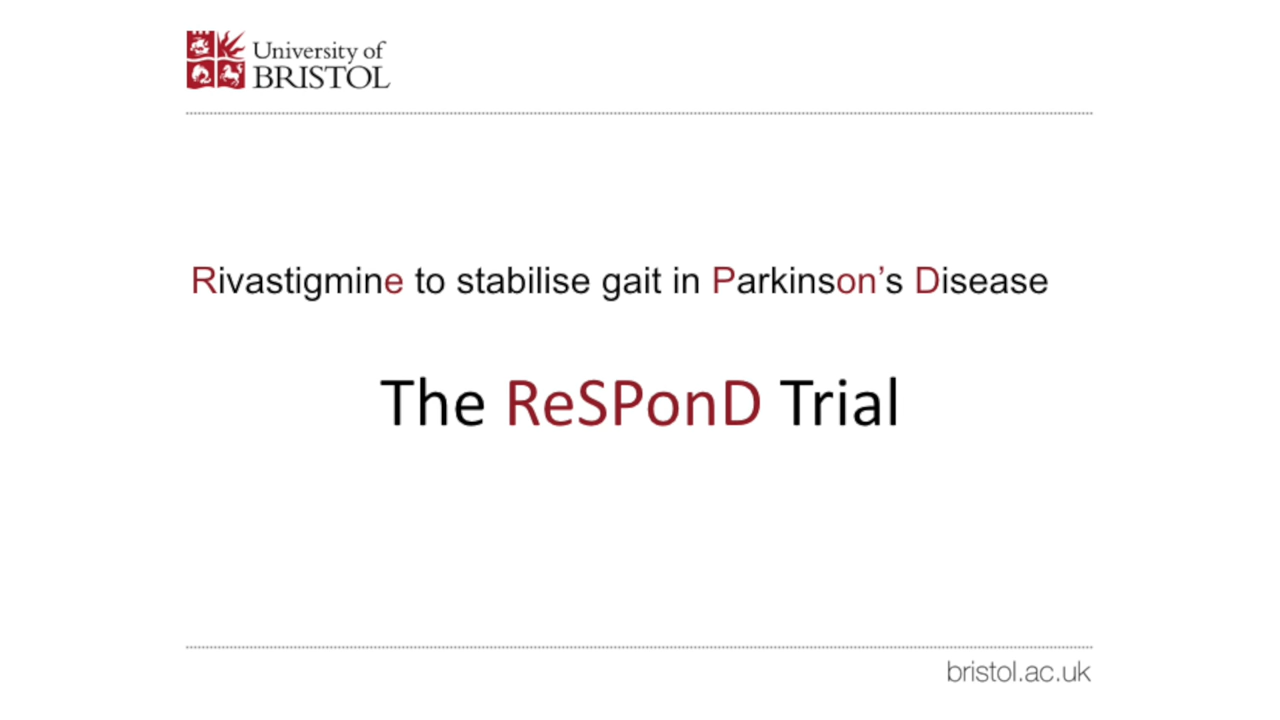 University of
BRISTOL
Rivastigmine to stabilise gait in Parkinson’s Disease
The ReSPonD Trial
bristol.ac.uk